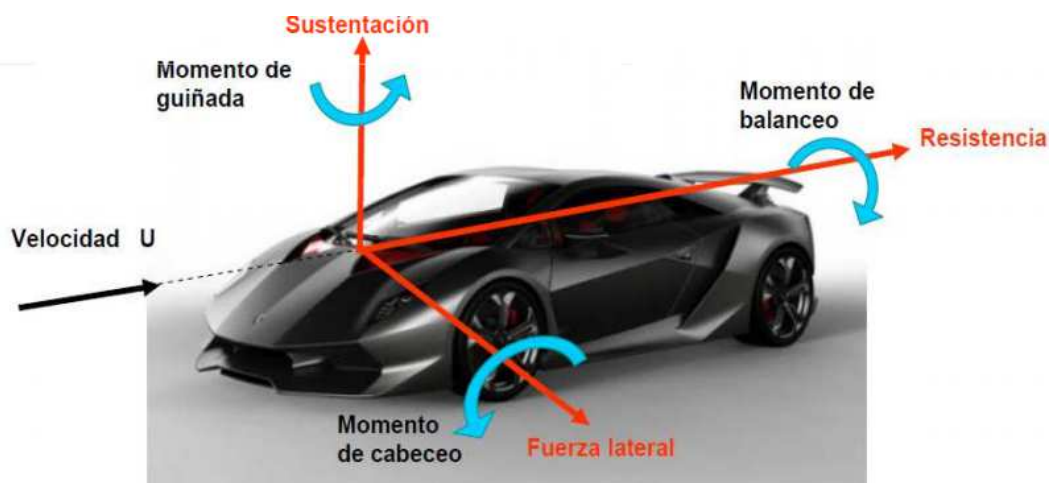 Sustentación
Momento de
guiñada
Momento de
balanceo
Resistencia
Velocidad U
Momento
de cabeceo
Fuerza lateral